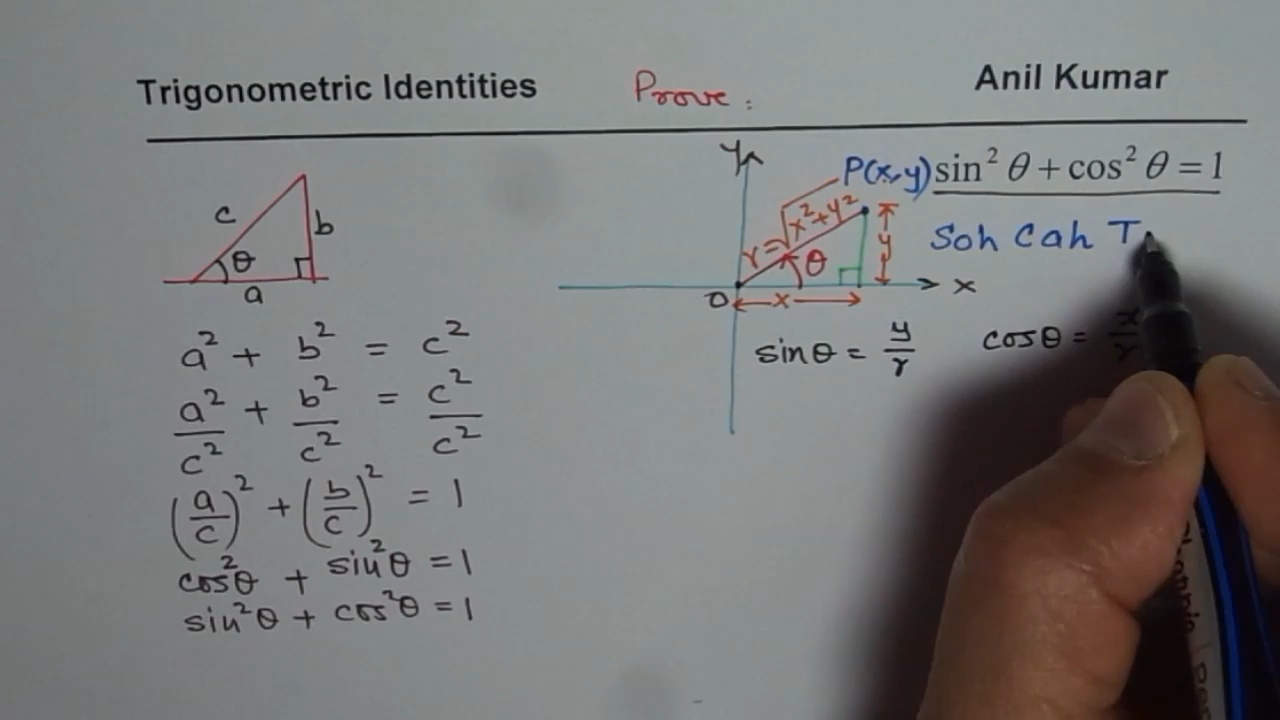 Trigonometric Identities
Prove:
Anil Kumar
c
b
θ
a
a² + b² = c²
a²/c² + b²/c² = c²/c²
(a/c)² + (b/c)² = 1
cos²θ + sin²θ = 1
sin²θ + cos²θ = 1
y
P(x,y)
sin² θ + cos² θ = 1
r = √x²+y²
θ
y
Soh Cah T
O
x
x
sinθ = y/r
cosθ = x/r